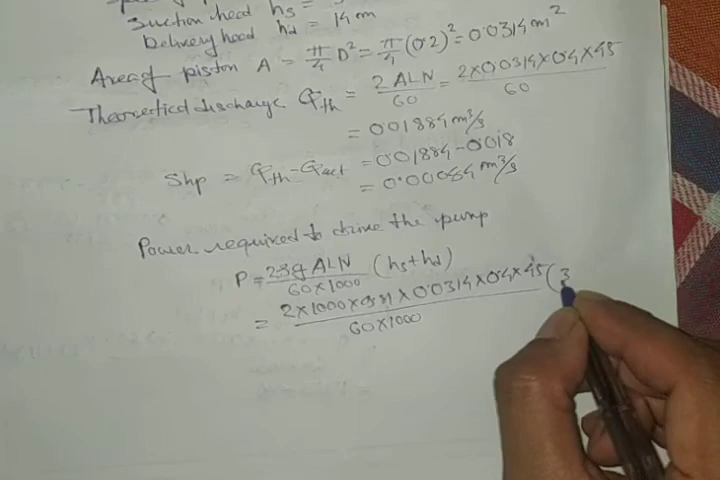 Suction head hs =
Delivery head hd = 14 m
Area of piston A = π/4 D² = π/4 (0.2)² = 0.0314 m²
Theoretical discharge Qth = 2ALN/60 = 2×0.0314×0.4×45/60
= 0.01884 m³/s
Slip = Qth - Qact = 0.01884 - 0.018
= 0.00084 m³/s
Power required to drive the pump
P = 2ρg ALN/60×1000 (hs + hd)
= 2×1000×9.81×0.0314×0.4×45/60×1000 (3